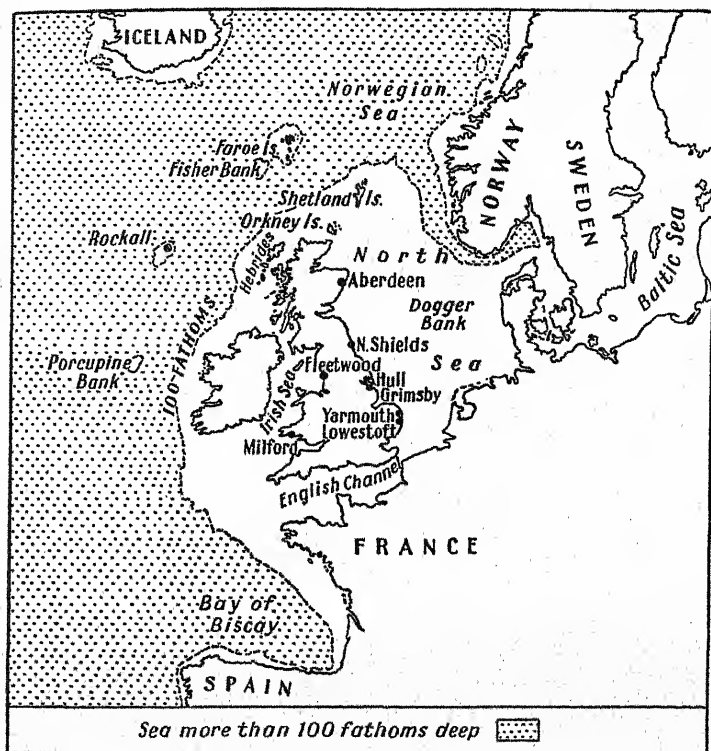 ICELAND
Norwegian
Sea
Faroe Is.
Fisher Bank
Shetland Is.
Orkney Is.
NORWAY
SWEDEN
Rockall
Hebrides
North
Sea
Baltic Sea
Aberdeen
Dogger
Bank
100 FATHOMS
N. Shields
Porcupine
Bank
Fleetwood
Irish Sea
Hull
Grimsby
Yarmouth
Lowestoft
Milford
English Channel
FRANCE
Bay of
Biscay
SPAIN
Sea more than 100 fathoms deep